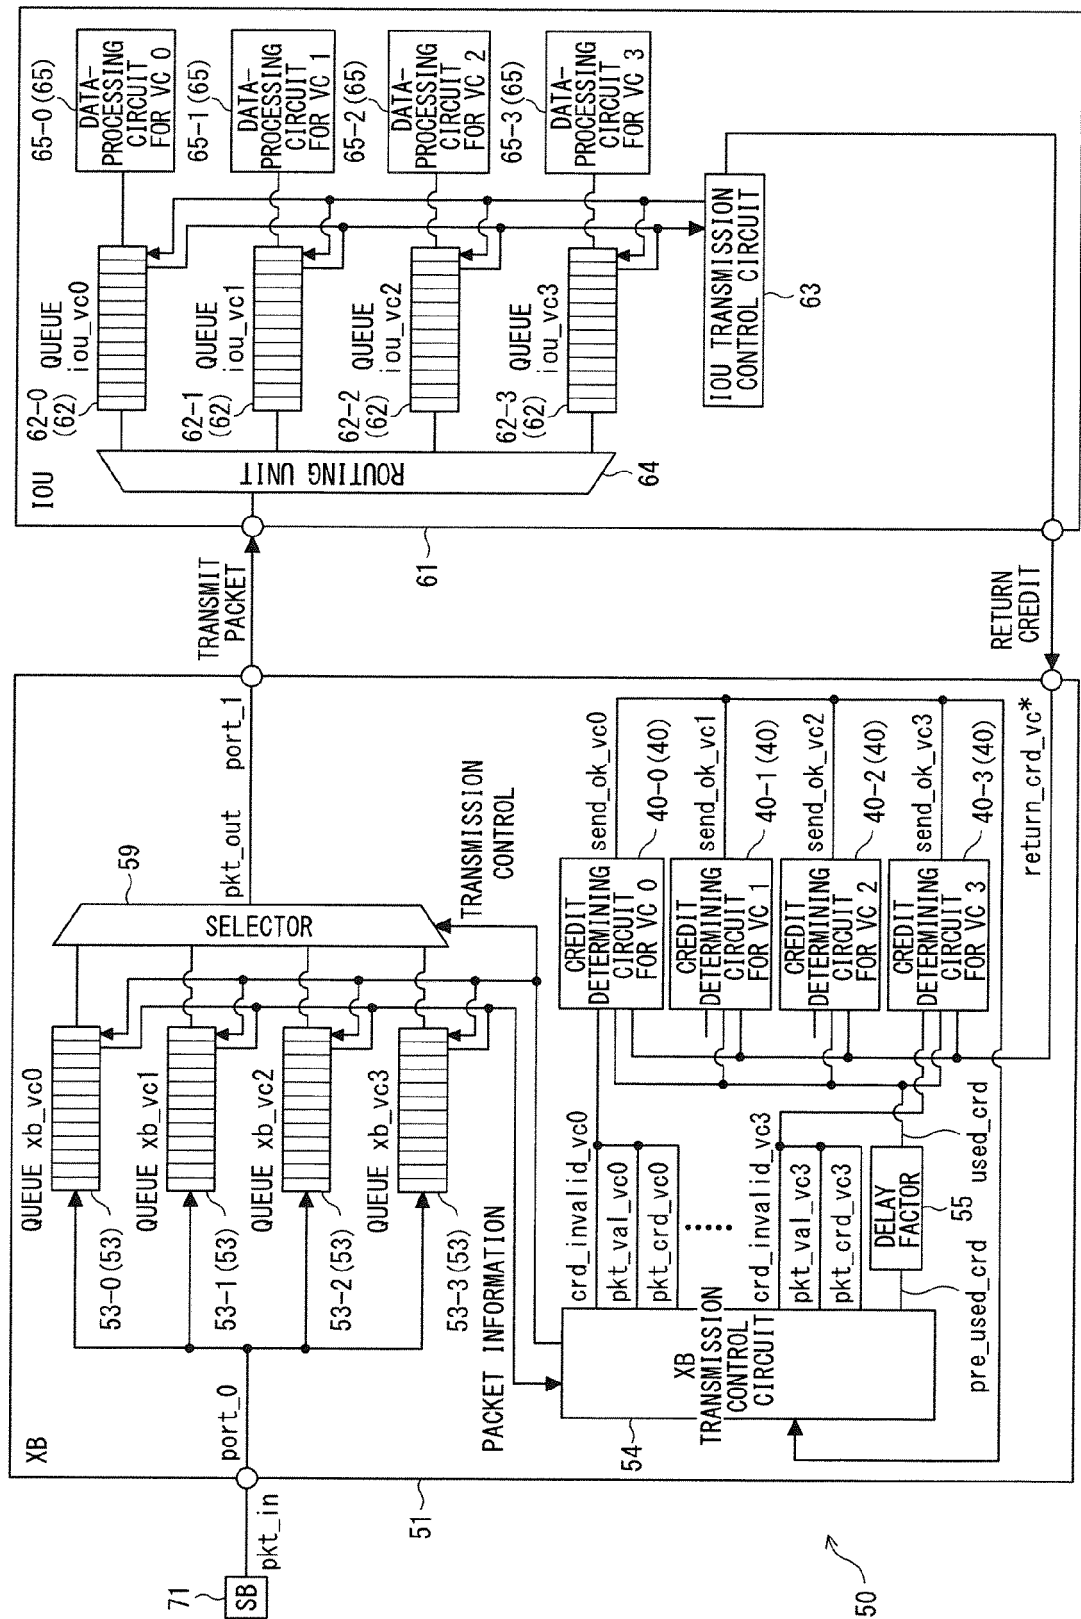 71
SB
pkt_in
50
XB
51
port_0
53-0(53)
QUEUE xb_vc0
53-1(53)
QUEUE xb_vc1
53-2(53)
QUEUE xb_vc2
53-3(53)
QUEUE xb_vc3
PACKET INFORMATION
59
SELECTOR
pkt_out
port_1
TRANSMISSION
CONTROL
54
XB
TRANSMISSION
CONTROL
CIRCUIT
crd_invalid_vc0
pkt_val_vc0
pkt_crd_vc0
crd_invalid_vc3
pkt_val_vc3
pkt_crd_vc3
DELAY
FACTOR
55
pre_used_crd
used_crd
CREDIT
DETERMINING
CIRCUIT
FOR VC 0
send_ok_vc0
40-0(40)
CREDIT
DETERMINING
CIRCUIT
FOR VC 1
send_ok_vc1
40-1(40)
CREDIT
DETERMINING
CIRCUIT
FOR VC 2
send_ok_vc2
40-2(40)
CREDIT
DETERMINING
CIRCUIT
FOR VC 3
send_ok_vc3
40-3(40)
return_crd_vc*
TRANSMIT
PACKET
RETURN
CREDIT
IOU
61
ROUTING UNIT
64
62-0
(62)
QUEUE
iou_vc0
62-1
(62)
QUEUE
iou_vc1
62-2
(62)
QUEUE
iou_vc2
62-3
(62)
QUEUE
iou_vc3
65-0(65)
DATA-
PROCESSING
CIRCUIT
FOR VC 0
65-1(65)
DATA-
PROCESSING
CIRCUIT
FOR VC 1
65-2(65)
DATA-
PROCESSING
CIRCUIT
FOR VC 2
65-3(65)
DATA-
PROCESSING
CIRCUIT
FOR VC 3
IOU TRANSMISSION
CONTROL CIRCUIT
63